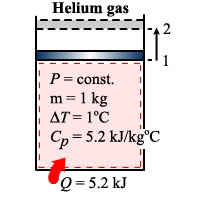 Helium gas
2
1
P = const.
m = 1 kg
ΔT = 1°C
Cp = 5.2 kJ/kg°C
Q = 5.2 kJ